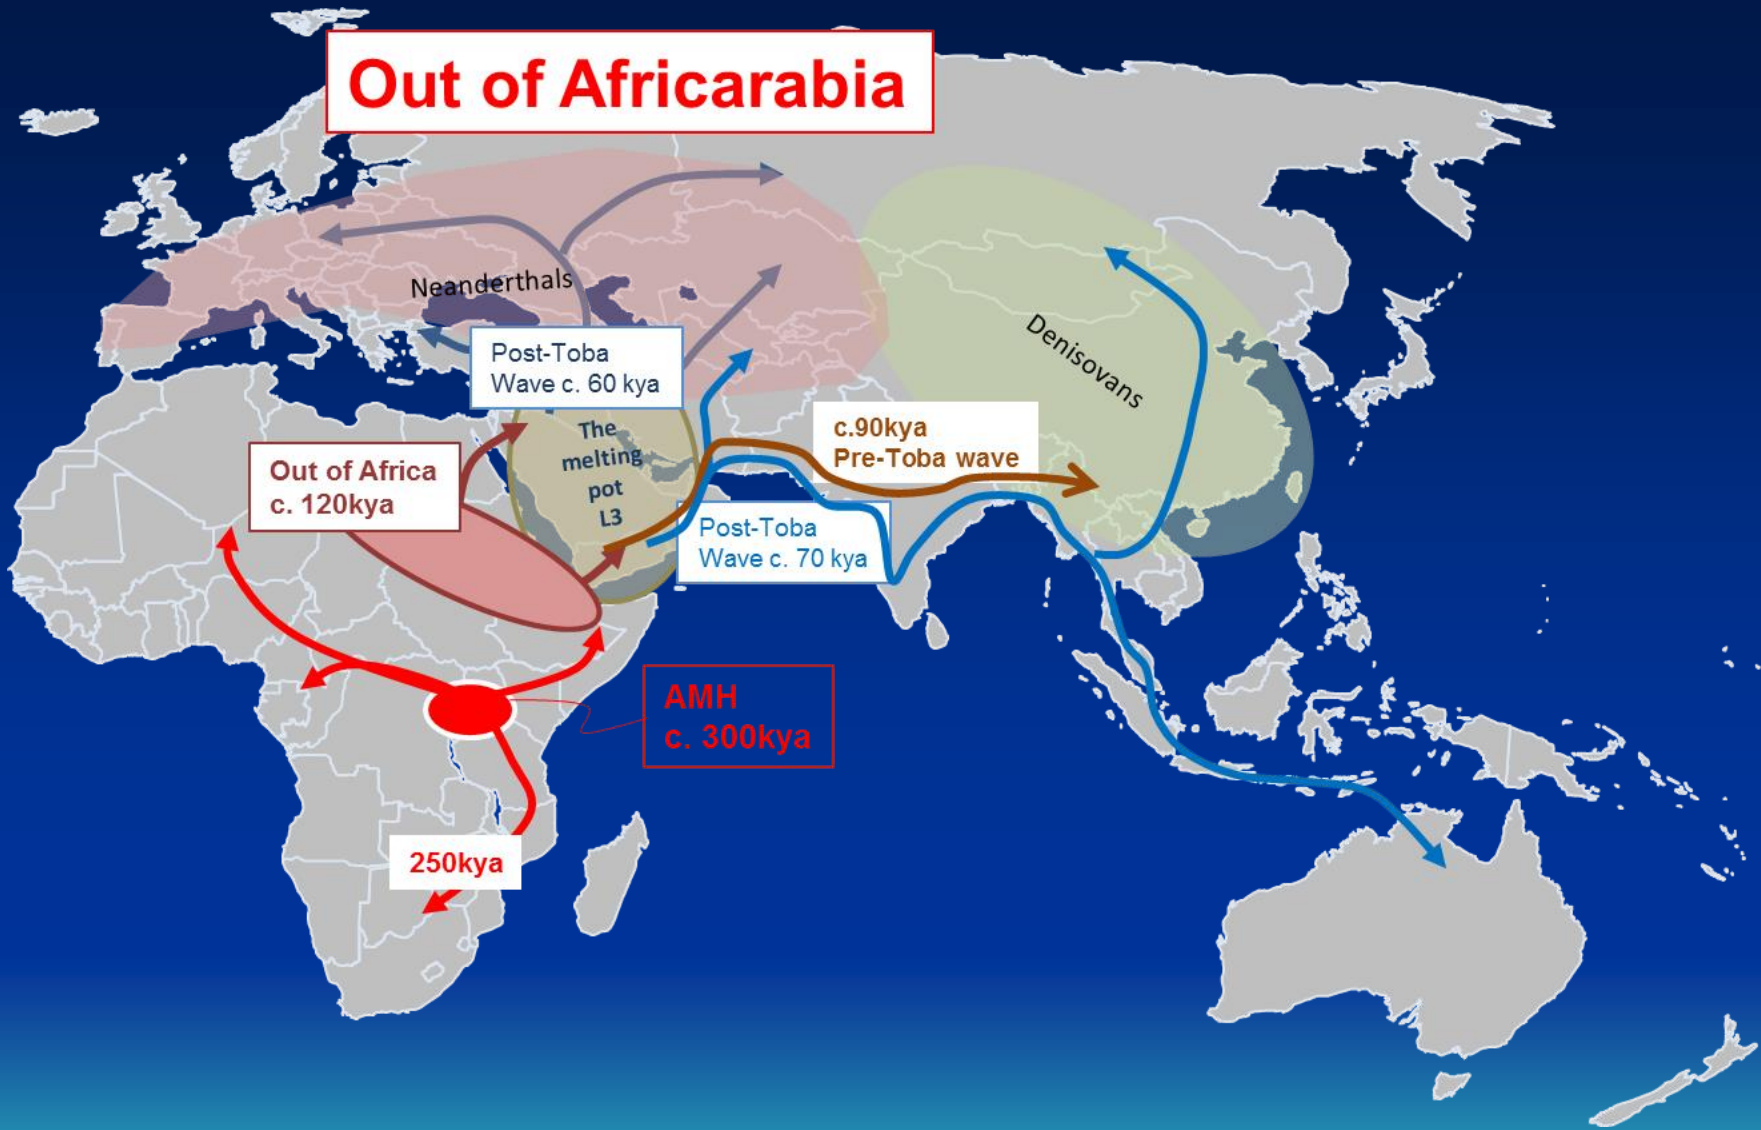 Out of Africarabia
Neanderthals
Post-Toba
Wave c. 60 kya
Denisovans
The
melting
pot
L3
c.90kya
Pre-Toba wave
Out of Africa
c. 120kya
Post-Toba
Wave c. 70 kya
AMH
c. 300kya
250kya